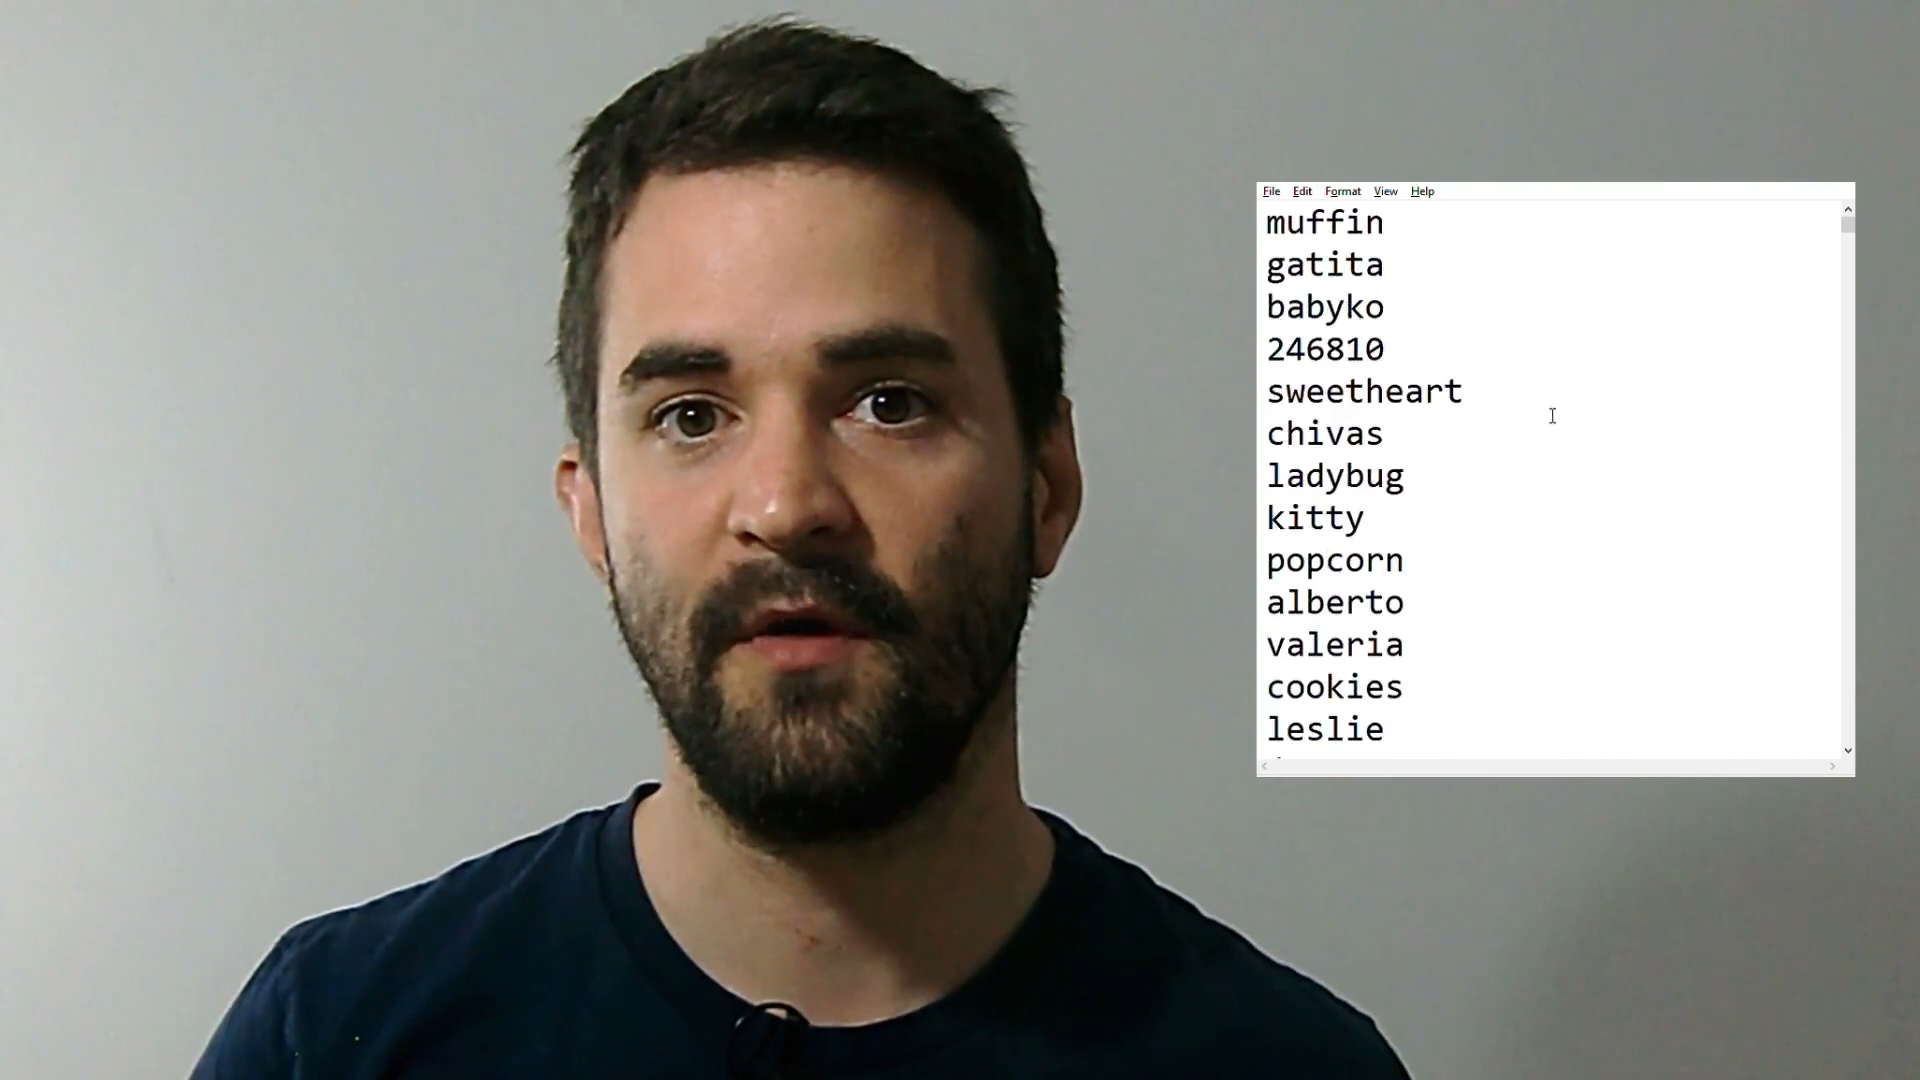 File Edit Format View Help
muffin
gatita
babyko
246810
sweetheart
chivas
ladybug
kitty
popcorn
alberto
valeria
cookies
leslie